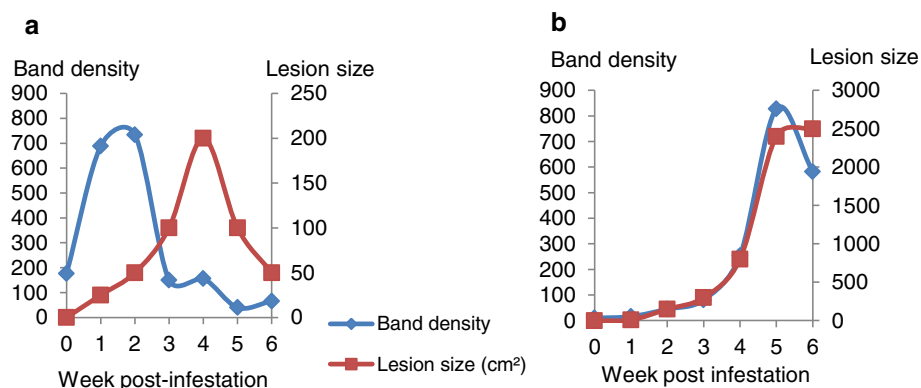 a
Band density Lesion size
900 250
800
700 200
600
500 150
400 100
300
200 50
100
0 0
0 1 2 3 4 5 6
Week post-infestation
Band density
Lesion size (cm²)
b
Band density Lesion size
900 3000
800
700 2500
600 2000
500
400 1500
300 1000
200
100 500
0 0
0 1 2 3 4 5 6
Week post infestation